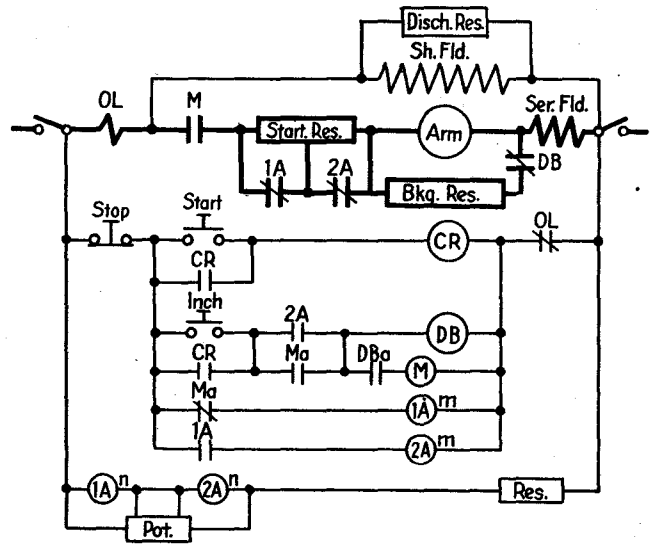 Disch. Res.
Sh. Fld.
OL
M
Start. Res.
Arm
Ser. Fld.
1A
2A
DB
Bkg. Res.
Stop
Start
CR
OL
CR
Inch
2A
DB
CR
Ma
DBa
M
Ma
1A m
1A
2A m
1A n
2A n
Pot.
Res.